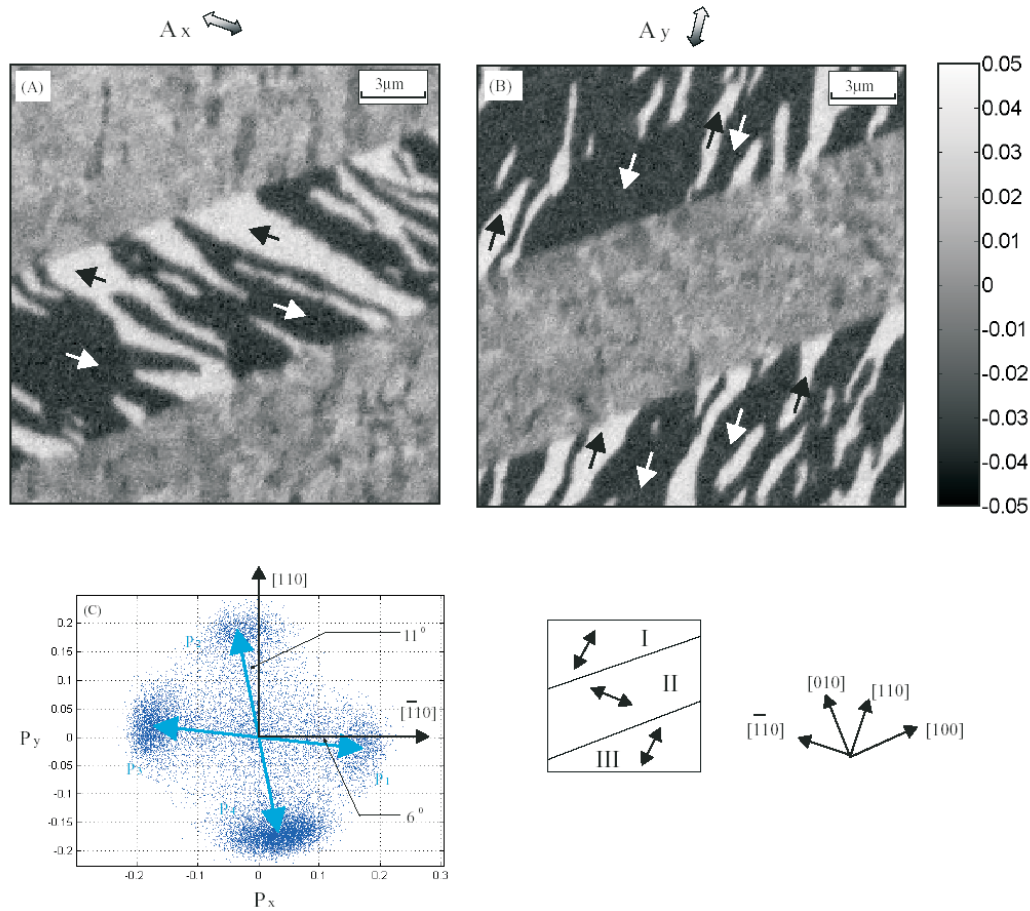 A x
A y
(A)
3μm
(B)
3μm
0.05
0.04
0.03
0.02
0.01
0
-0.01
-0.02
-0.03
-0.04
-0.05
(C)
[110]
11°
[1̅10]
6°
P₂
P₃
P₁
P y
0.2
0.15
0.1
0.05
0
-0.05
-0.1
-0.15
-0.2
-0.2
-0.1
0
0.1
0.2
0.3
P x
I
II
III
[010]
[110]
[1̅10]
[100]